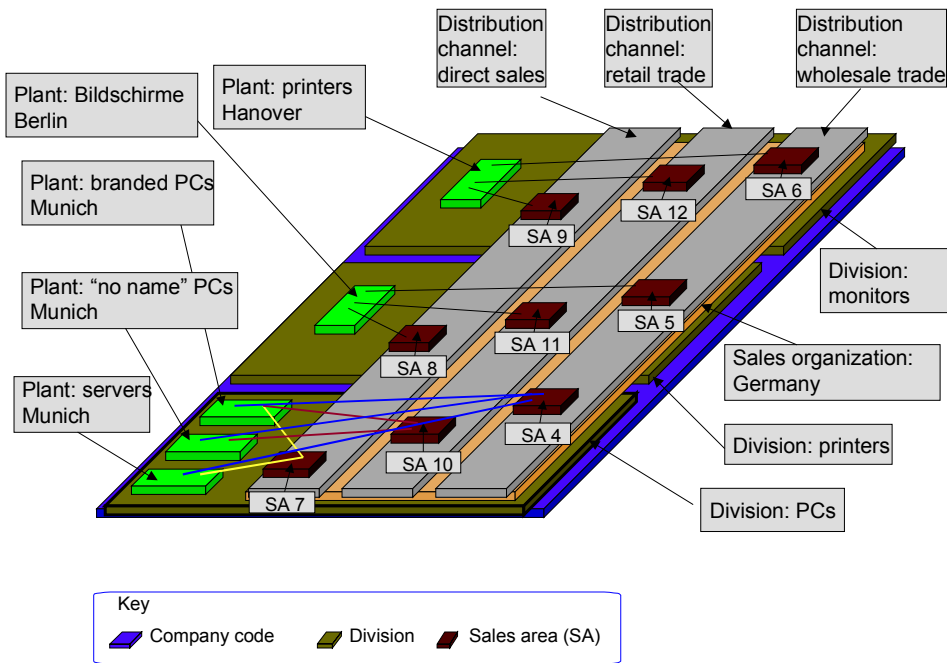 Distribution
channel:
direct sales
Distribution
channel:
retail trade
Distribution
channel:
wholesale trade
Plant: printers
Hanover
Plant: Bildschirme
Berlin
Plant: branded PCs
Munich
Plant: “no name” PCs
Munich
Plant: servers
Munich
SA 6
SA 12
SA 9
Division:
monitors
SA 5
SA 11
SA 8
Sales organization:
Germany
SA 4
SA 10
SA 7
Division: printers
Division: PCs
Key
Company code
Division
Sales area (SA)